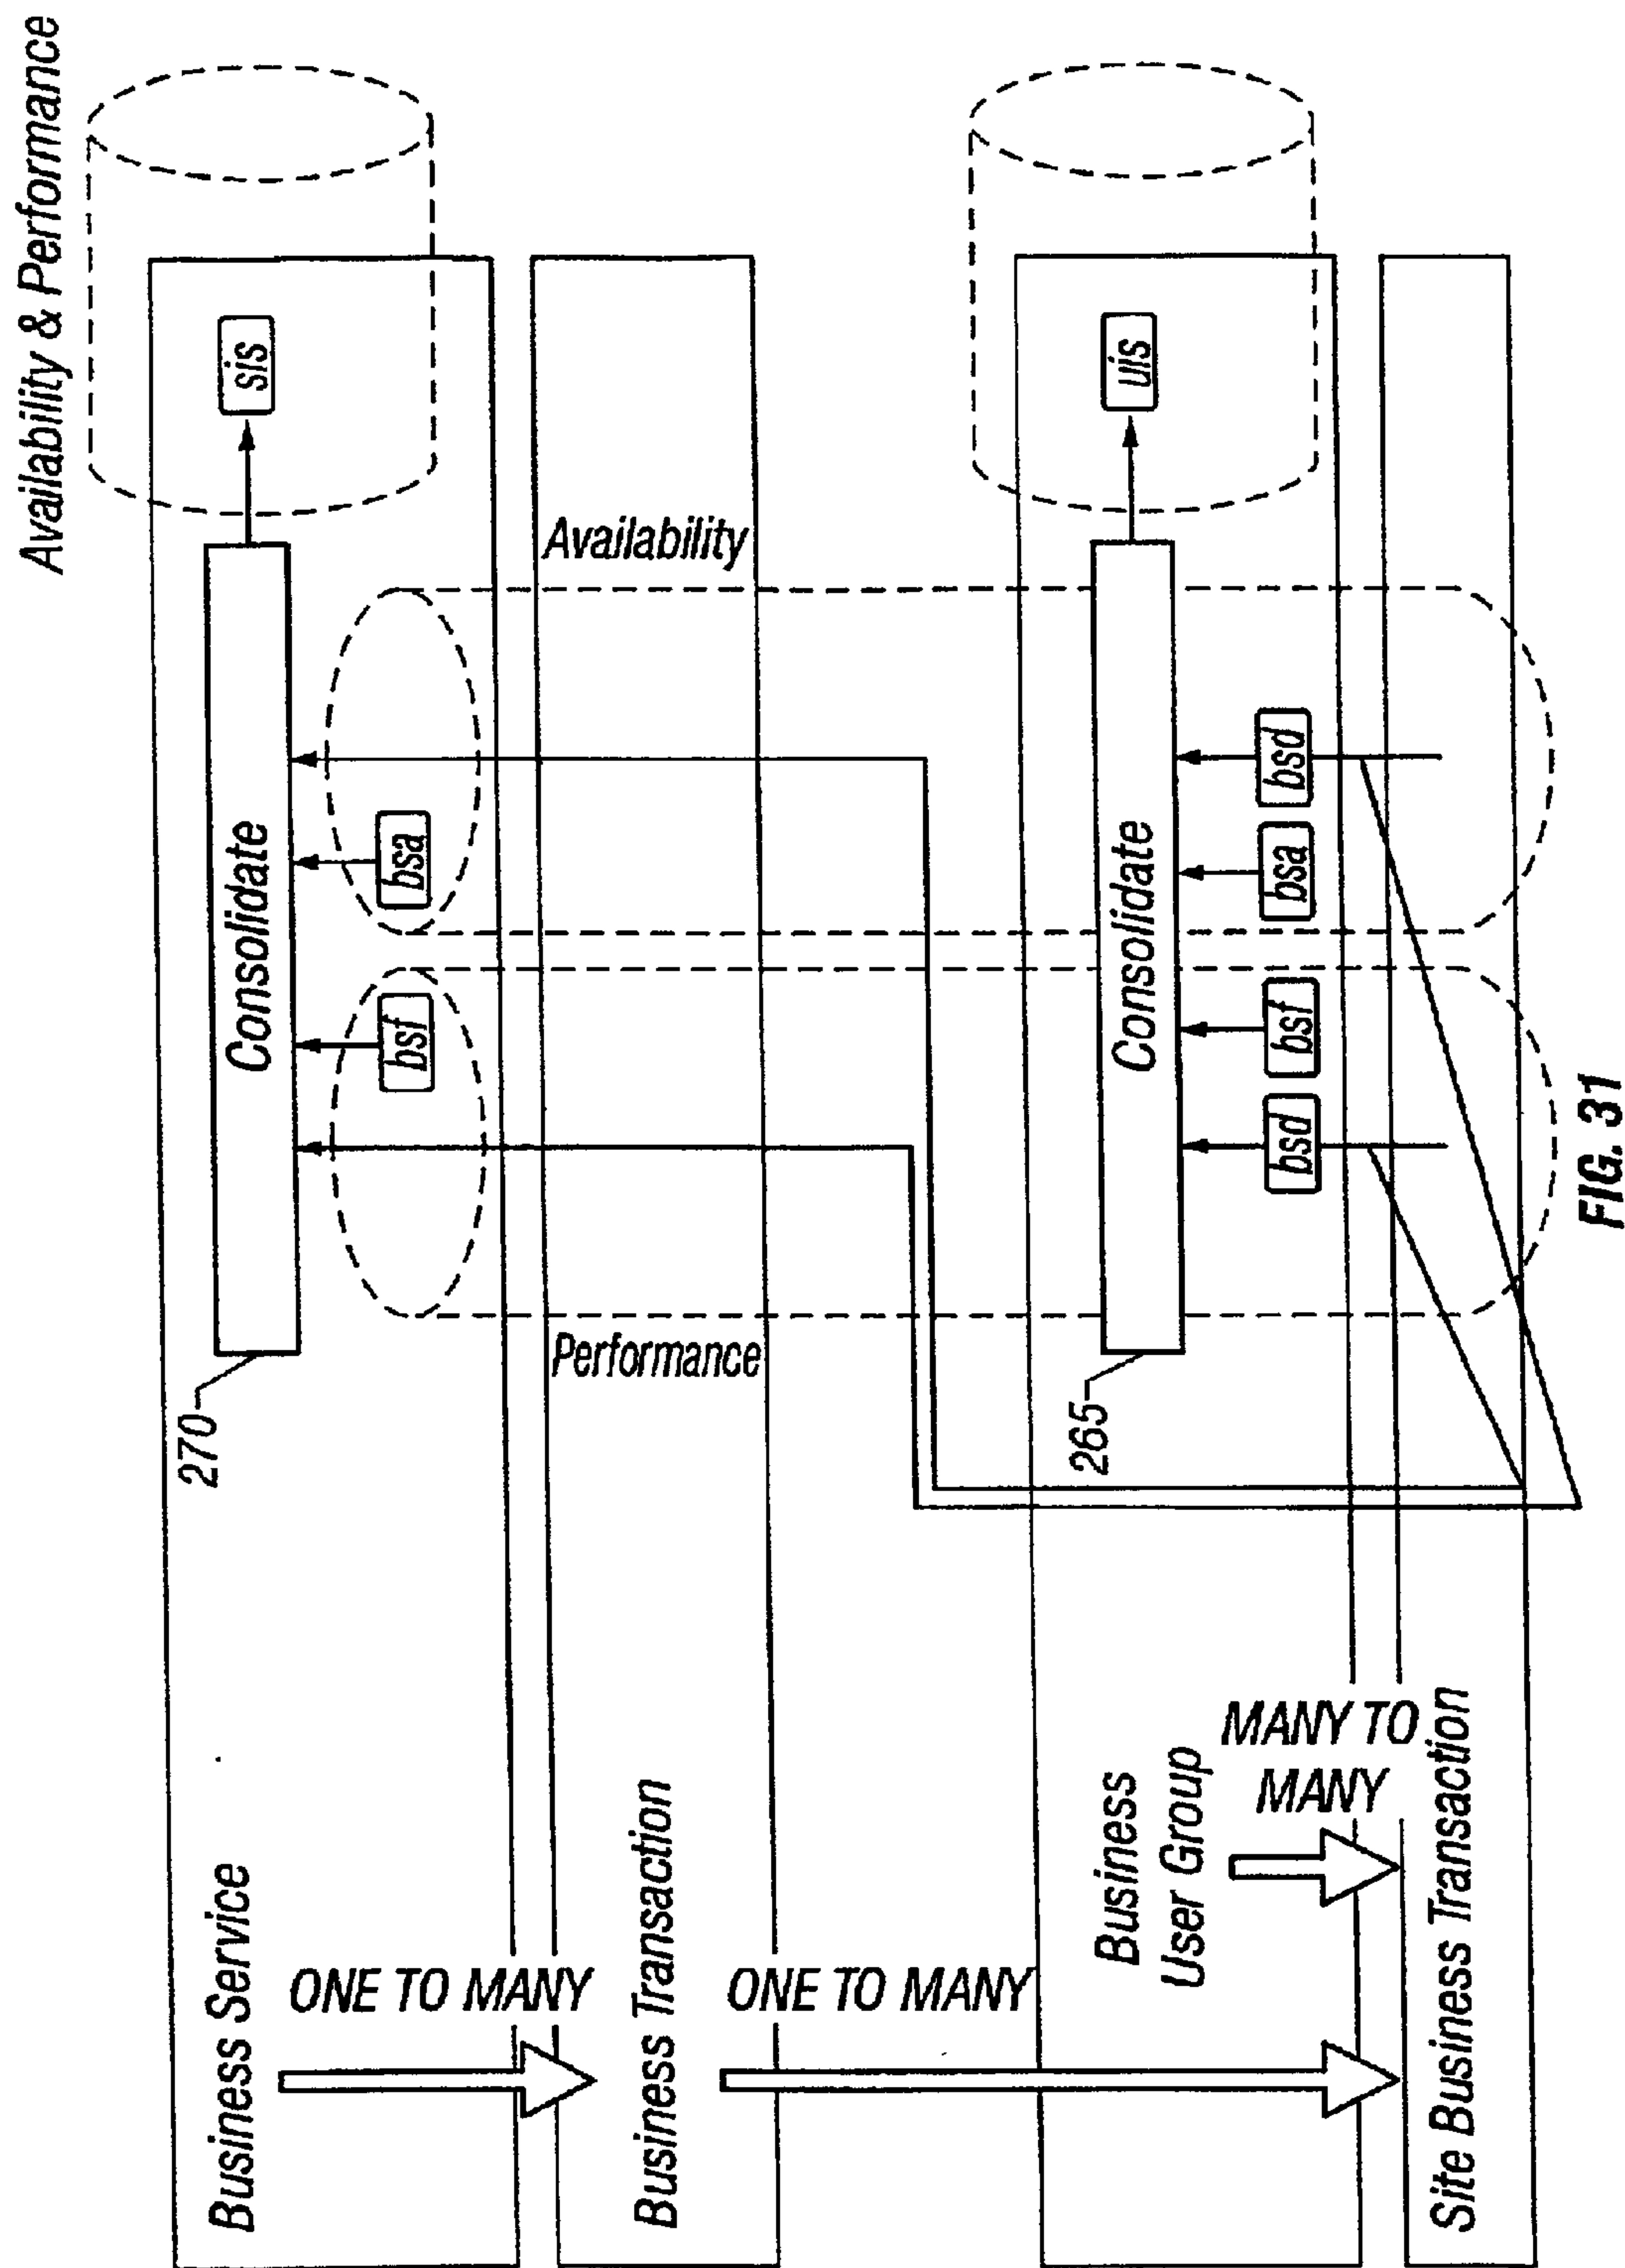 Availability & Performance
Business Service
270
Consolidate
sis
bsf
bsa
ONE TO MANY
Business Transaction
Performance
Availability
ONE TO MANY
Business
User Group
265
Consolidate
uis
bsd
bsf
bsa
bsd
MANY TO
MANY
Site Business Transaction
FIG. 31